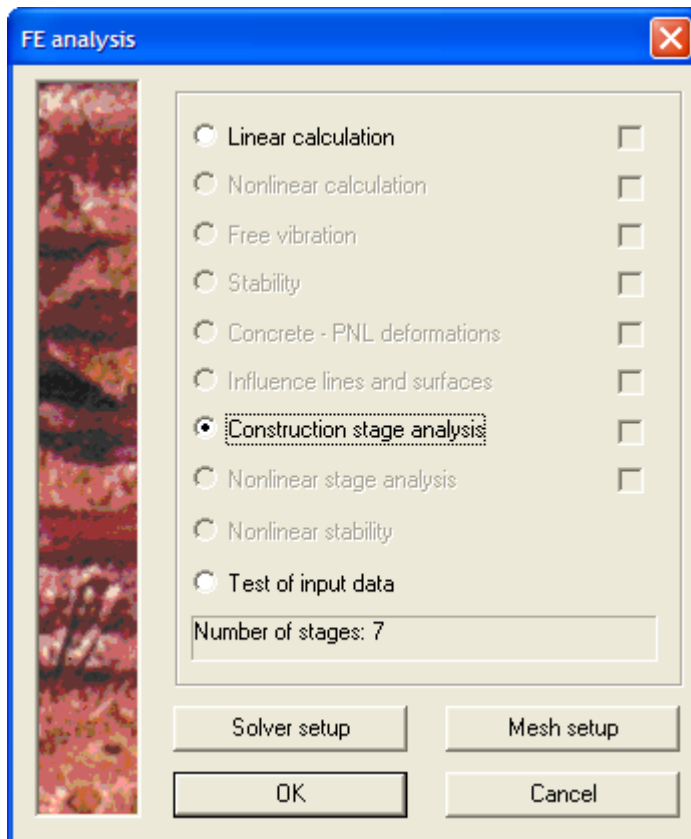 FE analysis
Linear calculation
Nonlinear calculation
Free vibration
Stability
Concrete - PNL deformations
Influence lines and surfaces
Construction stage analysis
Nonlinear stage analysis
Nonlinear stability
Test of input data
Number of stages: 7
Solver setup
Mesh setup
OK
Cancel